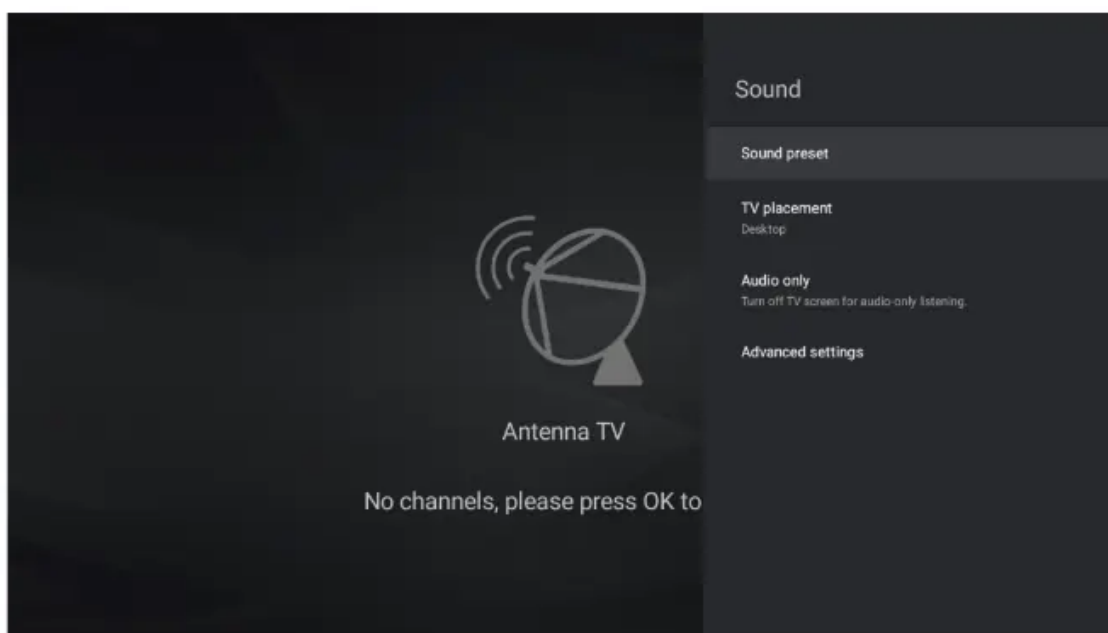 Sound
Sound preset
TV placement
Desktop
Audio only
Turn off TV screen for audio-only listening.
Advanced settings
Antenna TV
No channels, please press OK to